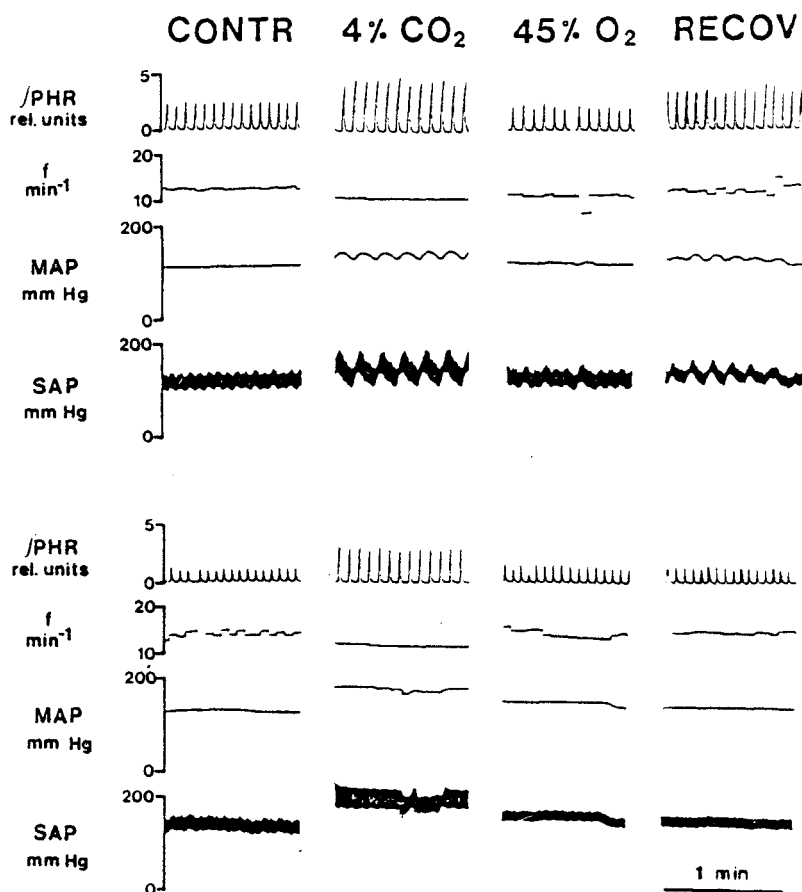 CONTR 4% CO₂ 45% O₂ RECOV
∫PHR
rel. units
5
0
f
min⁻¹
20
10
MAP
mm Hg
200
0
SAP
mm Hg
200
0
∫PHR
rel. units
5
0
f
min⁻¹
20
10
MAP
mm Hg
200
0
SAP
mm Hg
200
0
1 min